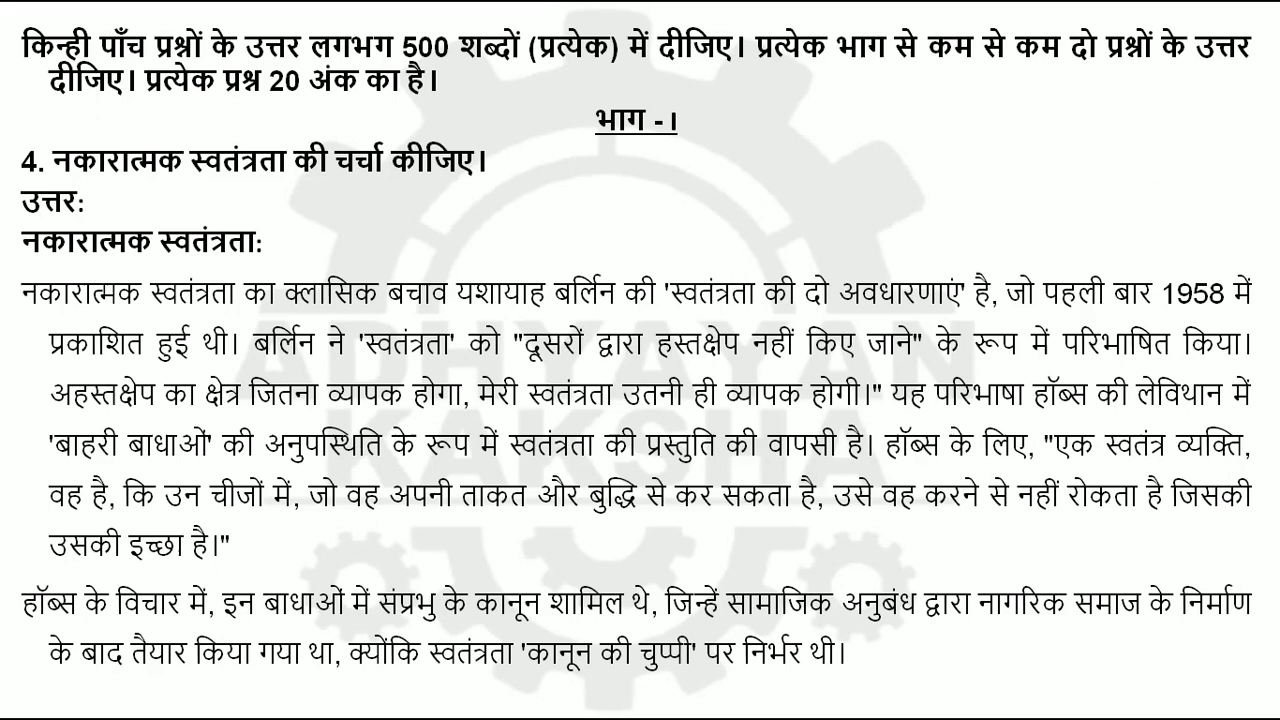 किन्ही पाँच प्रश्नों के उत्तर लगभग 500 शब्दों (प्रत्येक) में दीजिए। प्रत्येक भाग से कम से कम दो प्रश्नों के उत्तर
दीजिए। प्रत्येक प्रश्न 20 अंक का है।
भाग -।
4. नकारात्मक स्वतंत्रता की चर्चा कीजिए।
उत्तर:
नकारात्मक स्वतंत्रता:
नकारात्मक स्वतंत्रता का क्लासिक बचाव यशायाह बर्लिन की 'स्वतंत्रता की दो अवधारणाएं' है, जो पहली बार 1958 में
प्रकाशित हुई थी। बर्लिन ने 'स्वतंत्रता' को "दूसरों द्वारा हस्तक्षेप नहीं किए जाने" के रूप में परिभाषित किया।
अहस्तक्षेप का क्षेत्र जितना व्यापक होगा, मेरी स्वतंत्रता उतनी ही व्यापक होगी।" यह परिभाषा हॉब्स की लेविथान में
'बाहरी बाधाओं' की अनुपस्थिति के रूप में स्वतंत्रता की प्रस्तुति की वापसी है। हॉब्स के लिए, "एक स्वतंत्र व्यक्ति,
वह है, कि उन चीजों में, जो वह अपनी ताकत और बुद्धि से कर सकता है, उसे वह करने से नहीं रोकता है जिसकी
उसकी इच्छा है।"
हॉब्स के विचार में, इन बाधाओं में संप्रभु के कानून शामिल थे, जिन्हें सामाजिक अनुबंध द्वारा नागरिक समाज के निर्माण
के बाद तैयार किया गया था, क्योंकि स्वतंत्रता 'कानून की चुप्पी' पर निर्भर थी।
ADHYAYAN
KAKSHA